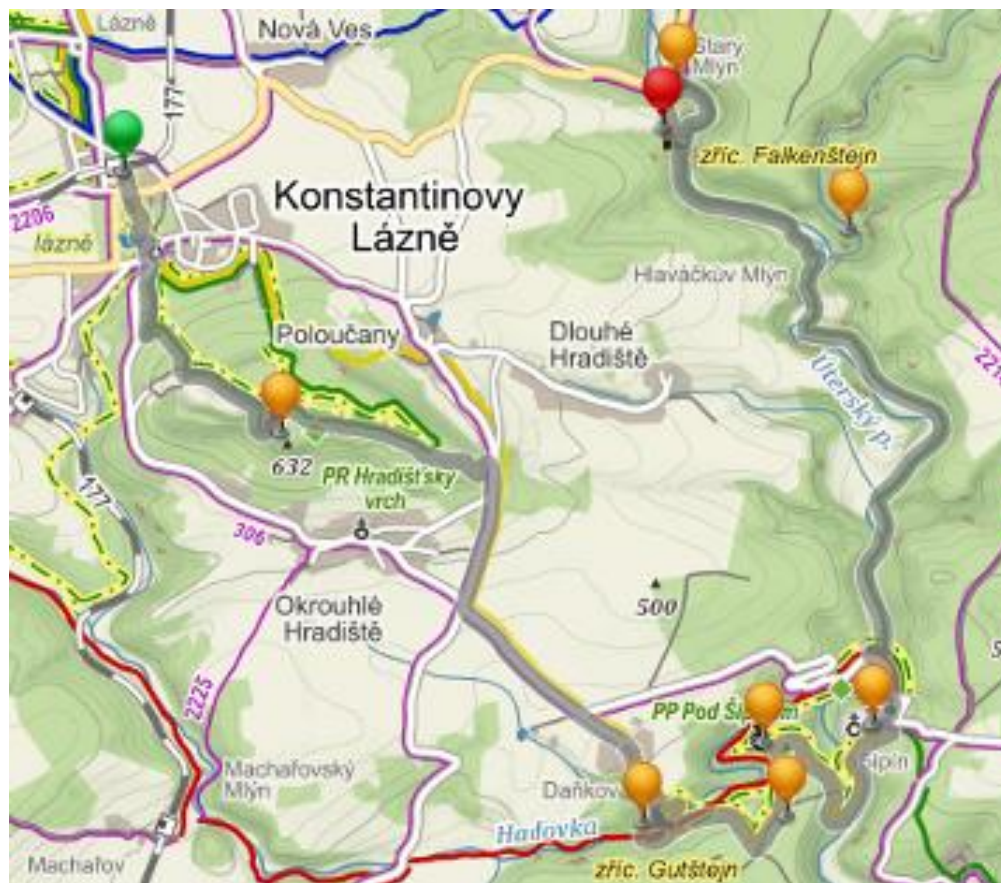 Lázně
Nová Ves
Starý
Mlýn
177
zříc. Falkenštejn
Konstantinovy
Lázně
2206
lázně
Hlaváčkův Mlýn
Poloučany
Dlouhé
Hradiště
Úterský p.
632
PR Hradišťský
vrch
177
306
500
Okrouhlé
Hradiště
2225
PP Pod Šipínem
Šipín
Machařovský
Mlýn
Daňkov
Hadovka
Machařov
zříc. Gutštejn